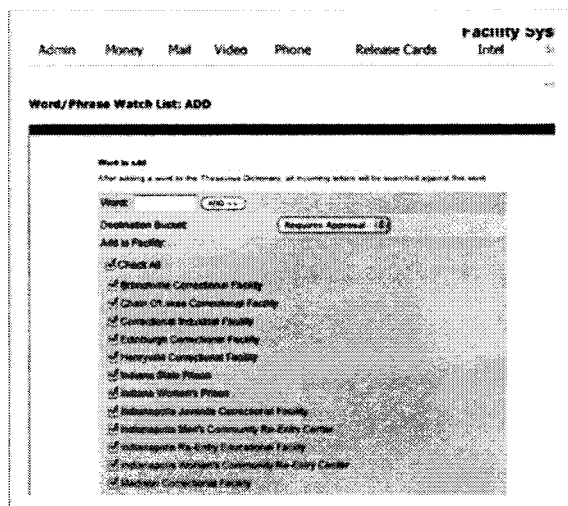 Facility Sys
Admin Money Mail Video Phone Release Cards Intel
Word/Phrase Watch List: ADD
Word to add
After adding a word to the Thesaurus Dictionary, all incoming letters will be searched against this word
Word: ADD >>
Destination Bucket: Requires Approval
Add to Facility:
Check All
Branchville Correctional Facility
Chain O'Lakes Correctional Facility
Correctional Industrial Facility
Edinburgh Correctional Facility
Henryville Correctional Facility
Indiana State Prison
Indiana Women's Prison
Indianapolis Juvenile Correctional Facility
Indianapolis Men's Community Re-Entry Center
Indianapolis Re-Entry Educational Facility
Indianapolis Women's Community Re-Entry Center
Madison Correctional Facility